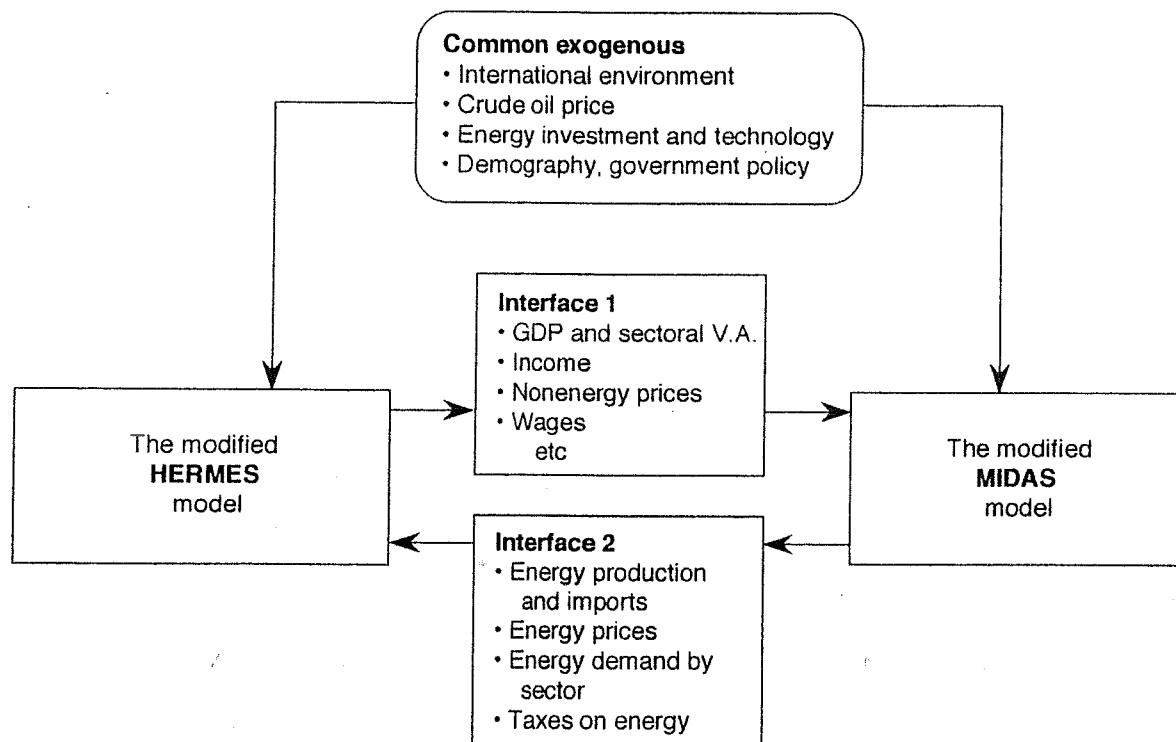 Common exogenous
• International environment
• Crude oil price
• Energy investment and technology
• Demography, government policy
Interface 1
• GDP and sectoral V.A.
• Income
• Nonenergy prices
• Wages
etc
The modified
HERMES
model
The modified
MIDAS
model
Interface 2
• Energy production
and imports
• Energy prices
• Energy demand by
sector
• Taxes on energy